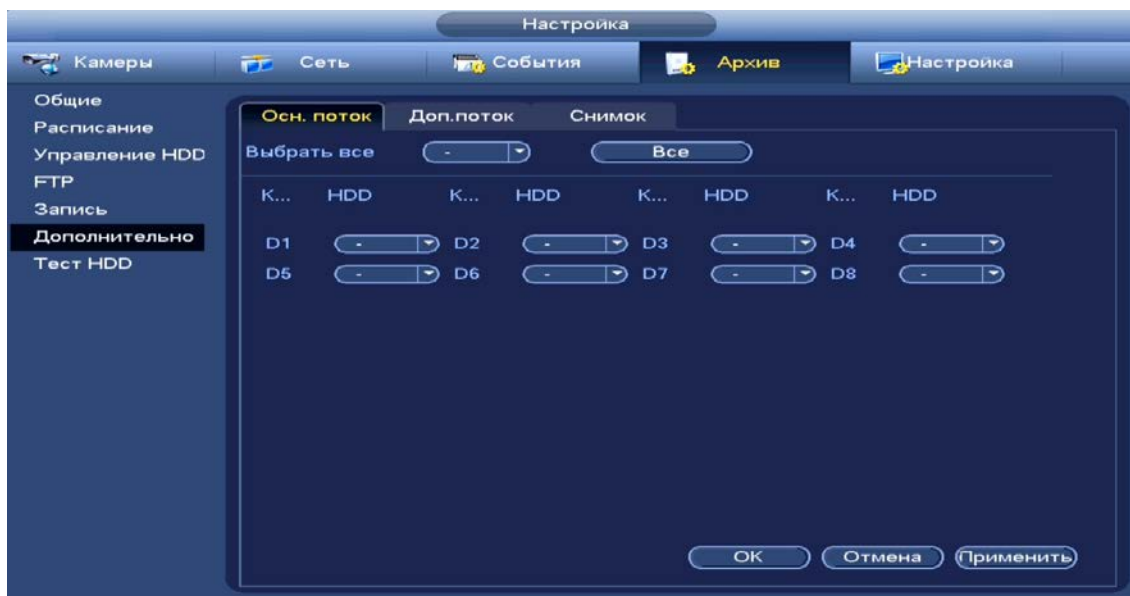 Настройка
Камеры Сеть События Архив Настройка
Общие
Расписание
Управление HDD
FTP
Запись
Дополнительно
Тест HDD
Осн. поток Доп.поток Снимок
Выбрать все - Все
К... HDD К... HDD К... HDD К... HDD
D1 - D2 - D3 - D4 -
D5 - D6 - D7 - D8 -
OK Отмена Применить